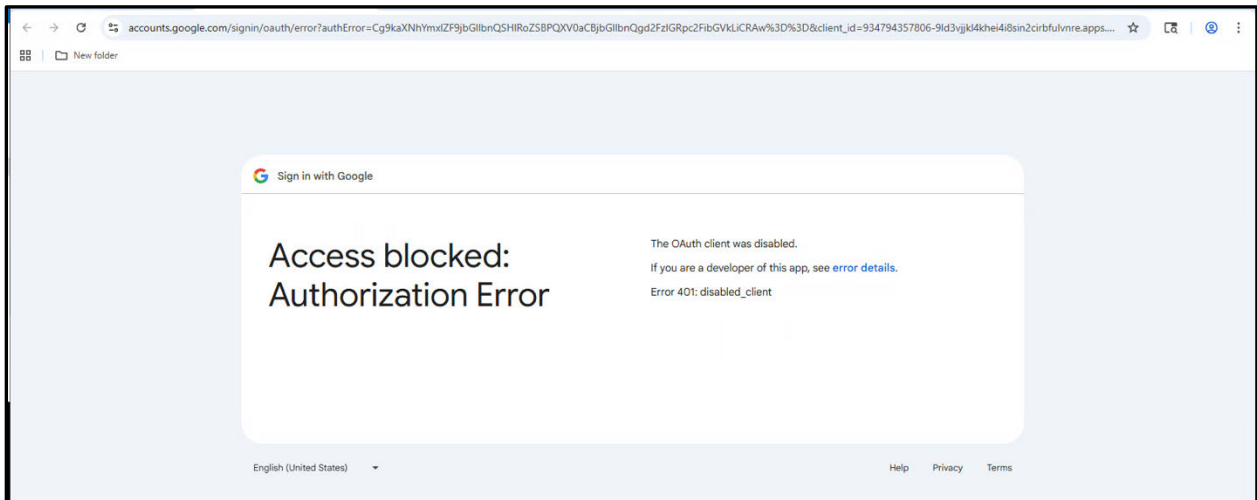 accounts.google.com/signin/oauth/error?authError=Cg9kaXNhYmxlZF9jbGllbnQSHlRoZSBPQXV0aCBjbGllbnQgd2FzIGRpc2FibGVkLiCRAw%3D%3D&client_id=934794357806-9ld3vjjkl4khei4i8sin2cirbfulvnre.apps....
New folder
Sign in with Google
Access blocked:
Authorization Error
The OAuth client was disabled.
If you are a developer of this app, see error details.
Error 401: disabled_client
English (United States)
Help Privacy Terms